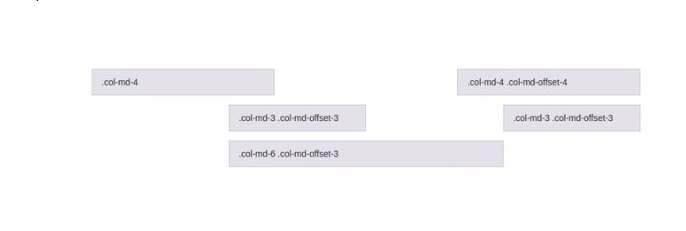 .col-md-4
.col-md-4 .col-md-offset-4
.col-md-3 .col-md-offset-3
.col-md-3 .col-md-offset-3
.col-md-6 .col-md-offset-3